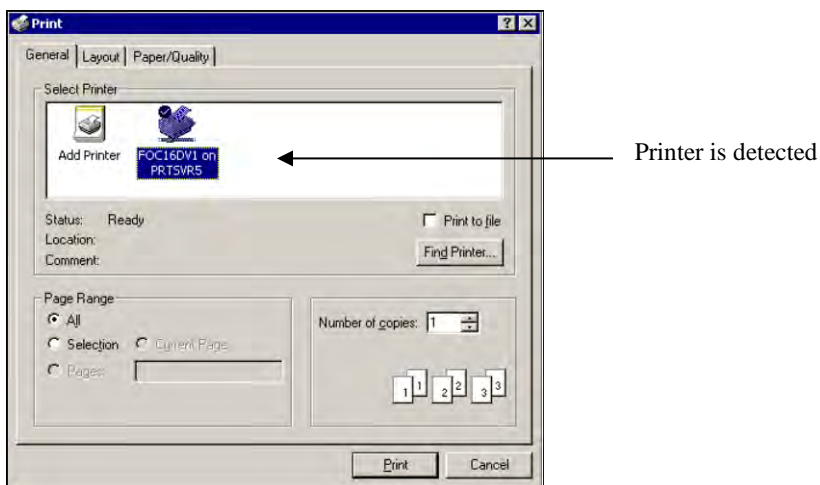 Print
General Layout Paper/Quality
Select Printer
Add Printer
FOC16DV1 on
PRTSVR5
Printer is detected
Status: Ready
Print to file
Location:
Comment:
Find Printer...
Page Range
All
Selection Current Page
Pages:
Number of copies: 1
1 1 2 2 3 3
Print Cancel